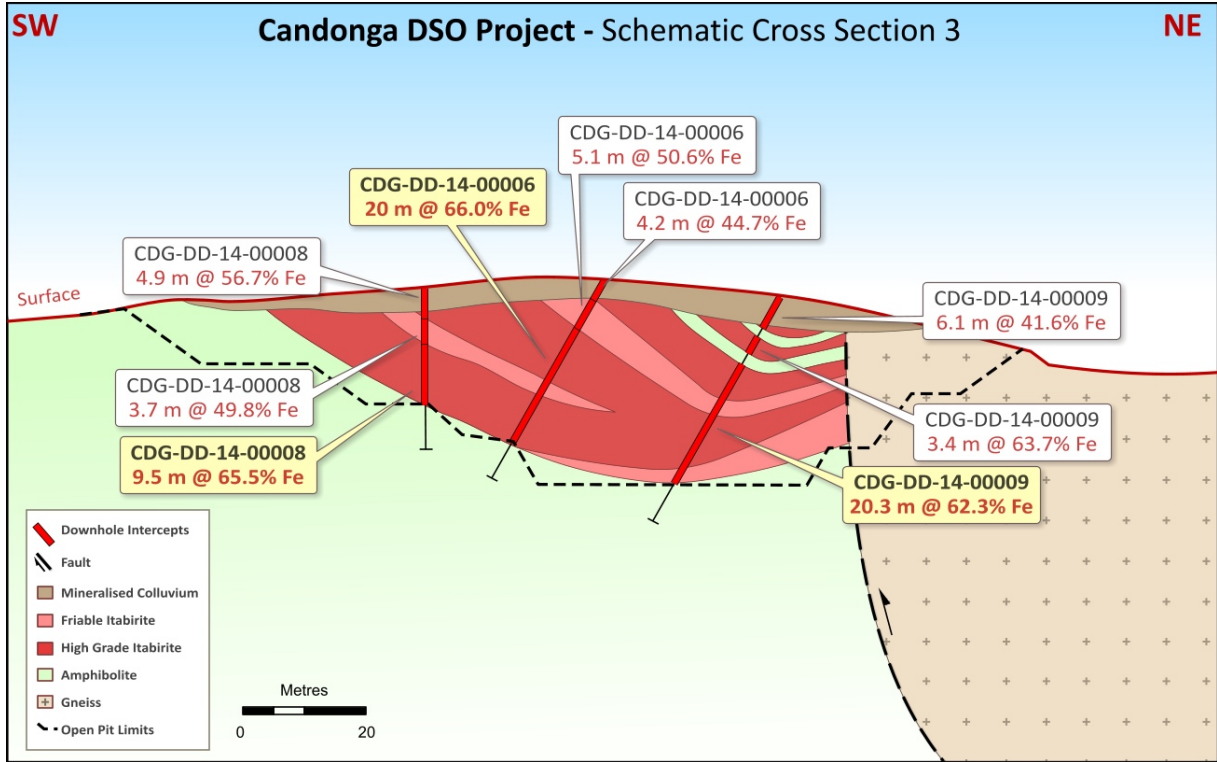 SW
Candonga DSO Project - Schematic Cross Section 3
NE
CDG-DD-14-00006
5.1 m @ 50.6% Fe
CDG-DD-14-00006
20 m @ 66.0% Fe
CDG-DD-14-00006
4.2 m @ 44.7% Fe
CDG-DD-14-00008
4.9 m @ 56.7% Fe
Surface
CDG-DD-14-00009
6.1 m @ 41.6% Fe
CDG-DD-14-00008
3.7 m @ 49.8% Fe
CDG-DD-14-00009
3.4 m @ 63.7% Fe
CDG-DD-14-00008
9.5 m @ 65.5% Fe
CDG-DD-14-00009
20.3 m @ 62.3% Fe
Downhole Intercepts
Fault
Mineralised Colluvium
Friable Itabirite
High Grade Itabirite
Amphibolite
Gneiss
Open Pit Limits
Metres
0 20